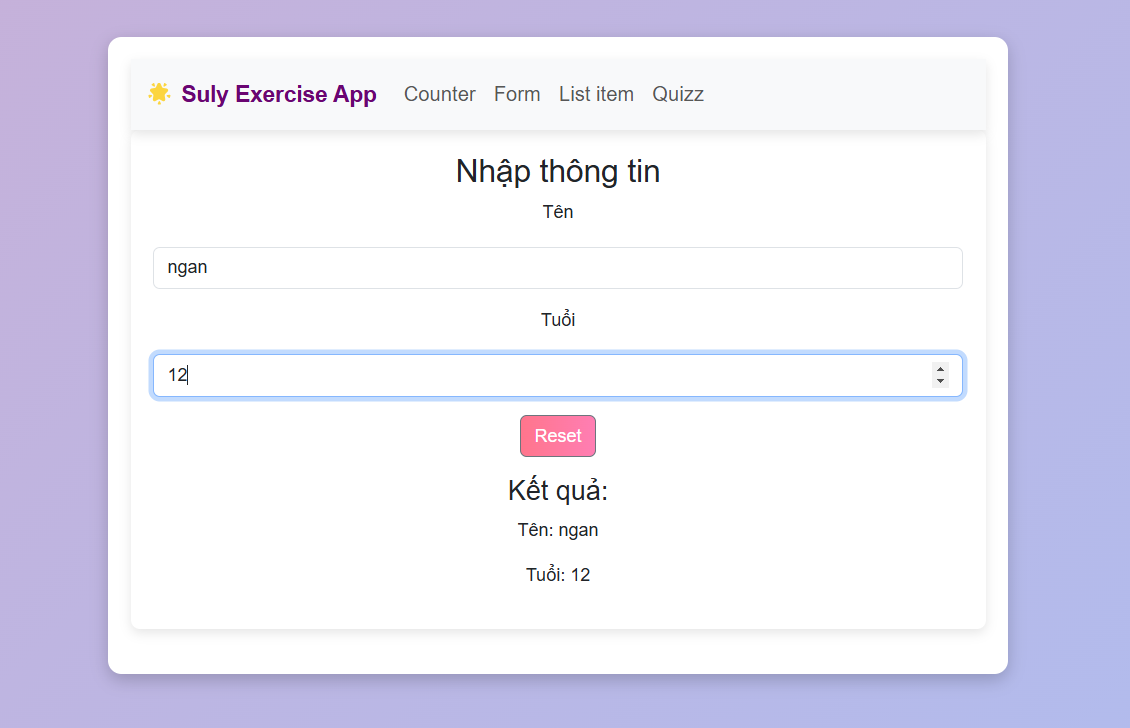 🌟 Suly Exercise App Counter Form List item Quizz
Nhập thông tin
Tên
ngan
Tuổi
12
Reset
Kết quả:
Tên: ngan
Tuổi: 12